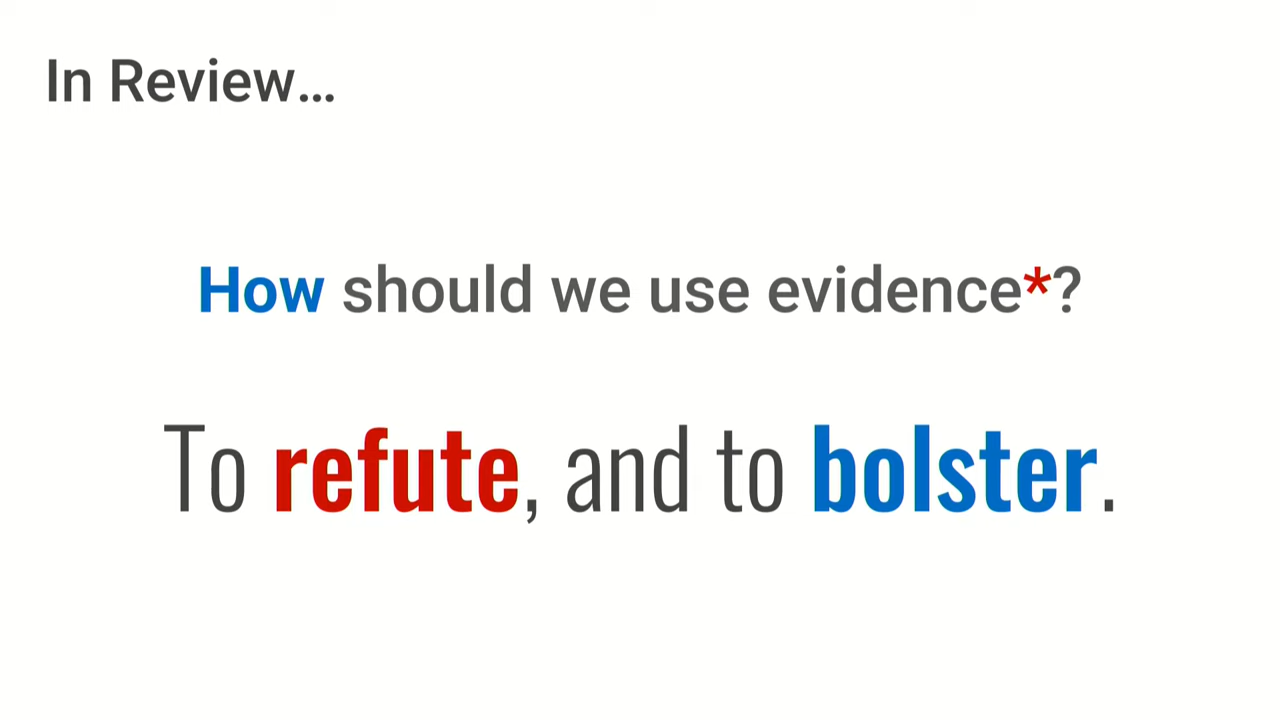 In Review…
How should we use evidence*?
To refute, and to bolster.